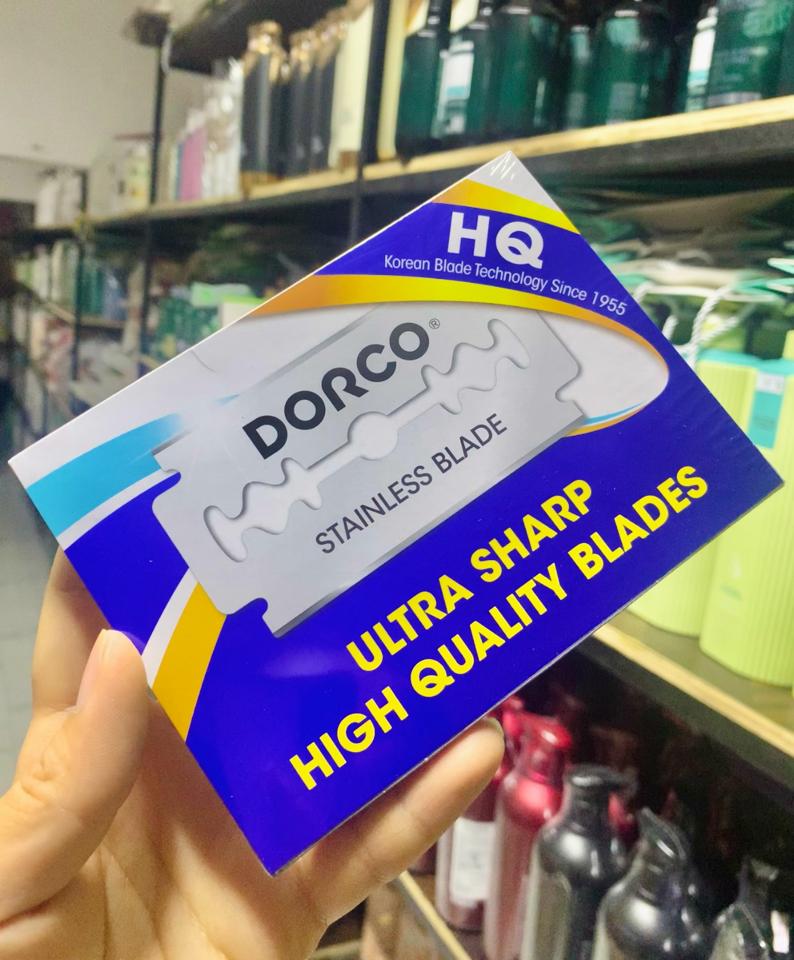 HQ
Korean Blade Technology Since 1955
DORCO®
STAINLESS BLADE
ULTRA SHARP
HIGH QUALITY BLADES